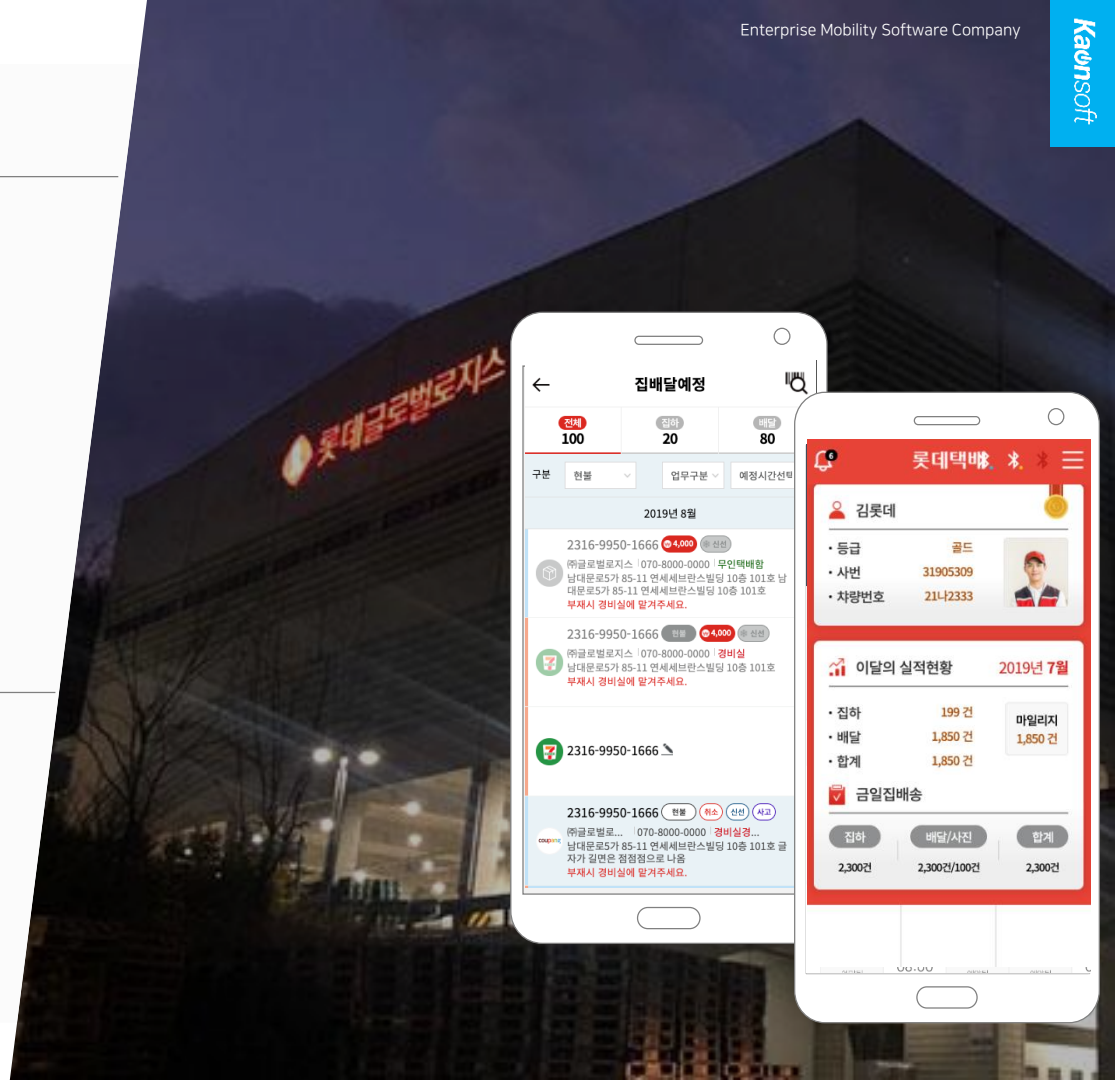 Enterprise Mobility Software Company
Kaonsoft
롯데글로벌로지스
집배달예정
전체 집하 배달
100 20 80
구분 현불 업무구분 예정시간선택
2019년 8월
2316-9950-1666 4,000 신선
㈜글로벌로지스 070-8000-0000 무인택배함
남대문로5가 85-11 연세세브란스빌딩 10층 101호 남
대문로5가 85-11 연세세브란스빌딩 10층 101호
부재시 경비실에 맡겨주세요.
2316-9950-1666 현불 4,000 신선
㈜글로벌로지스 070-8000-0000 경비실
남대문로5가 85-11 연세세브란스빌딩 10층 101호
부재시 경비실에 맡겨주세요.
2316-9950-1666
2316-9950-1666 현불 취소 신선 사고
㈜글로벌로... 070-8000-0000 경비실경...
남대문로5가 85-11 연세세브란스빌딩 10층 101호 글
자가 길면은 점점점으로 나옴
부재시 경비실에 맡겨주세요.
coupang
6
롯데택배
김롯데
· 등급 골드
· 사번 31905309
· 차량번호 21나2333
이달의 실적현황 2019년 7월
· 집하 199 건
· 배달 1,850 건
· 합계 1,850 건
마일리지
1,850 건
금일집배송
집하 배달/사진 합계
2,300건 2,300건/100건 2,300건